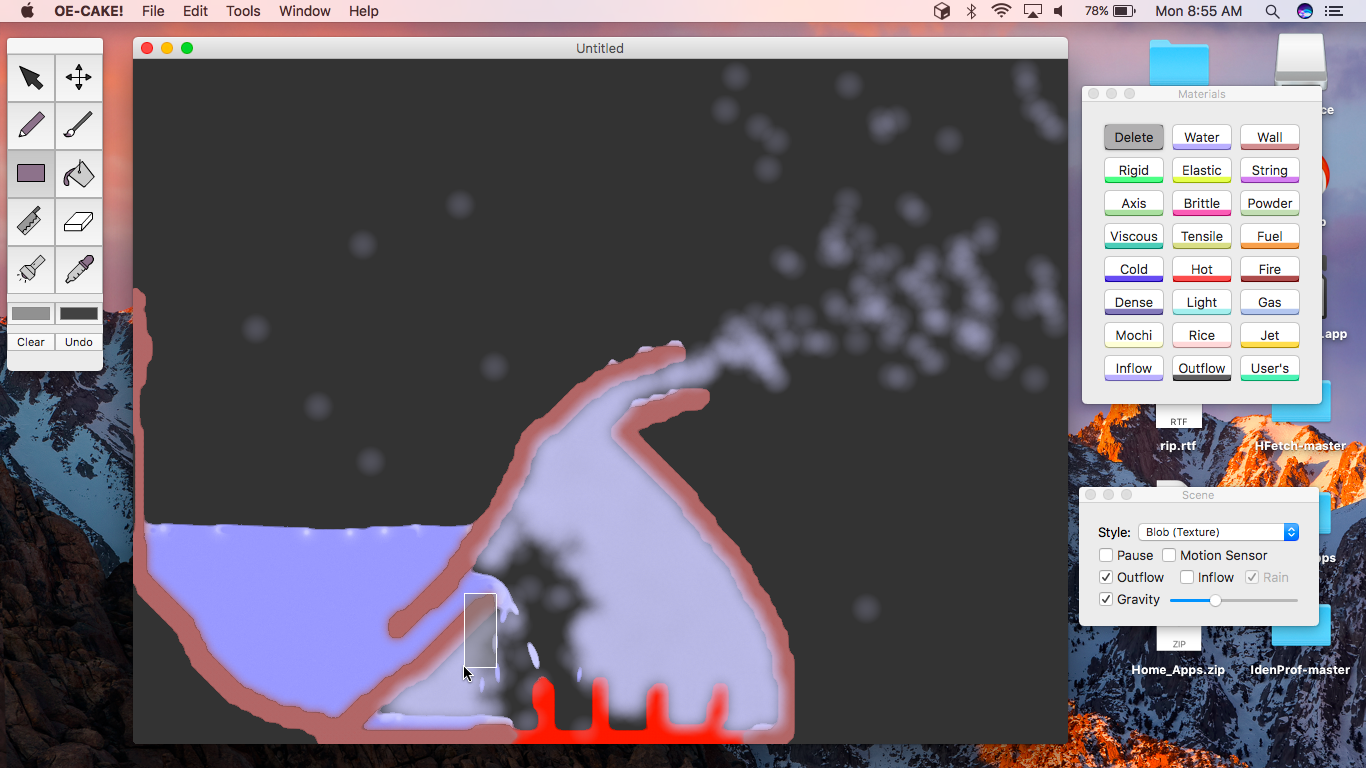 OE-CAKE! File Edit Tools Window Help 78% Mon 8:55 AM
Untitled
Clear Undo
Materials
Delete Water Wall
Rigid Elastic String
Axis Brittle Powder
Viscous Tensile Fuel
Cold Hot Fire
Dense Light Gas
Mochi Rice Jet
Inflow Outflow User's
ce
p
.app
RTF
rip.rtf HFetch-master
Scene
Style: Blob (Texture)
Pause Motion Sensor
Outflow Inflow Rain
Gravity
ps
ZIP
Home_Apps.zip IdenProf-master